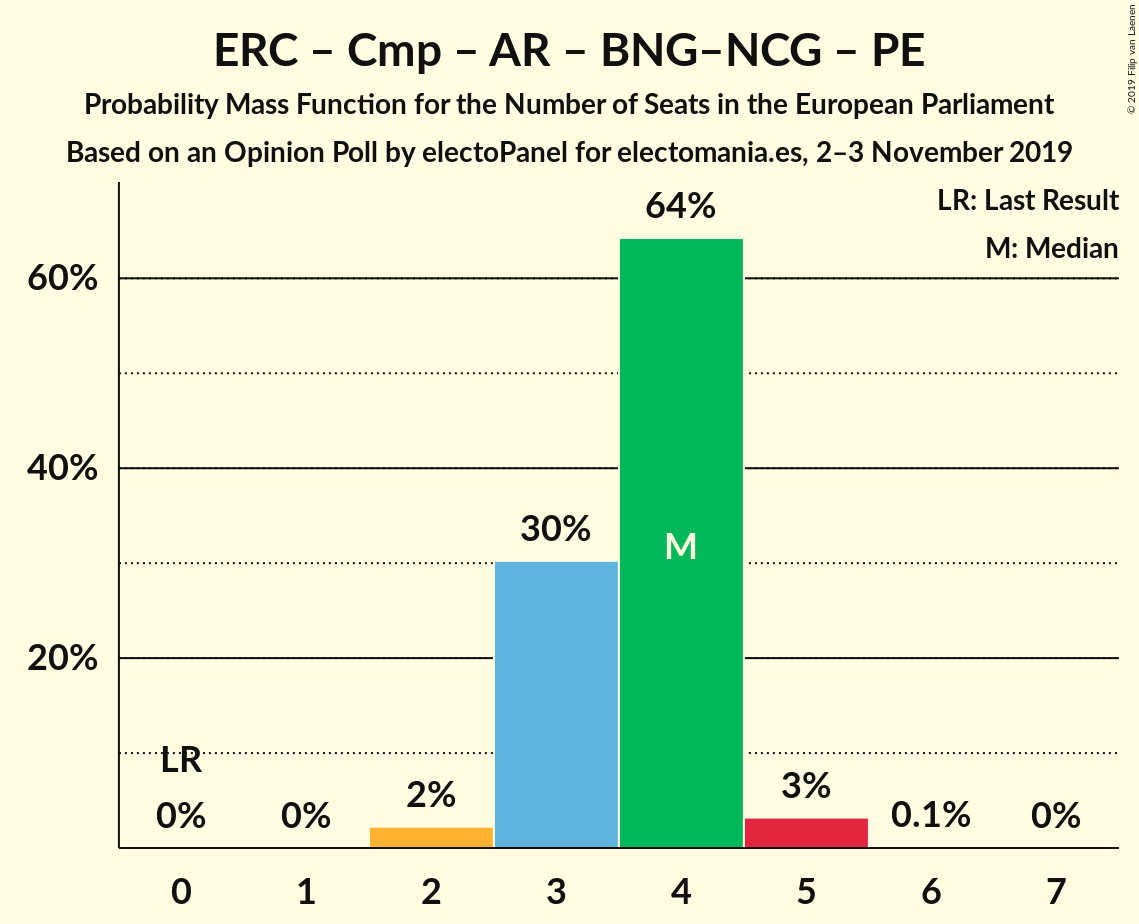 ERC – Cmp – AR – BNG–NCG – PE
Probability Mass Function for the Number of Seats in the European Parliament
Based on an Opinion Poll by electoPanel for electomania.es, 2–3 November 2019
© 2019 Filip van Laenen
LR: Last Result
M: Median
64%
60%
40%
30%
M
20%
LR
0%
0%
2%
3%
0.1%
0%
0 1 2 3 4 5 6 7